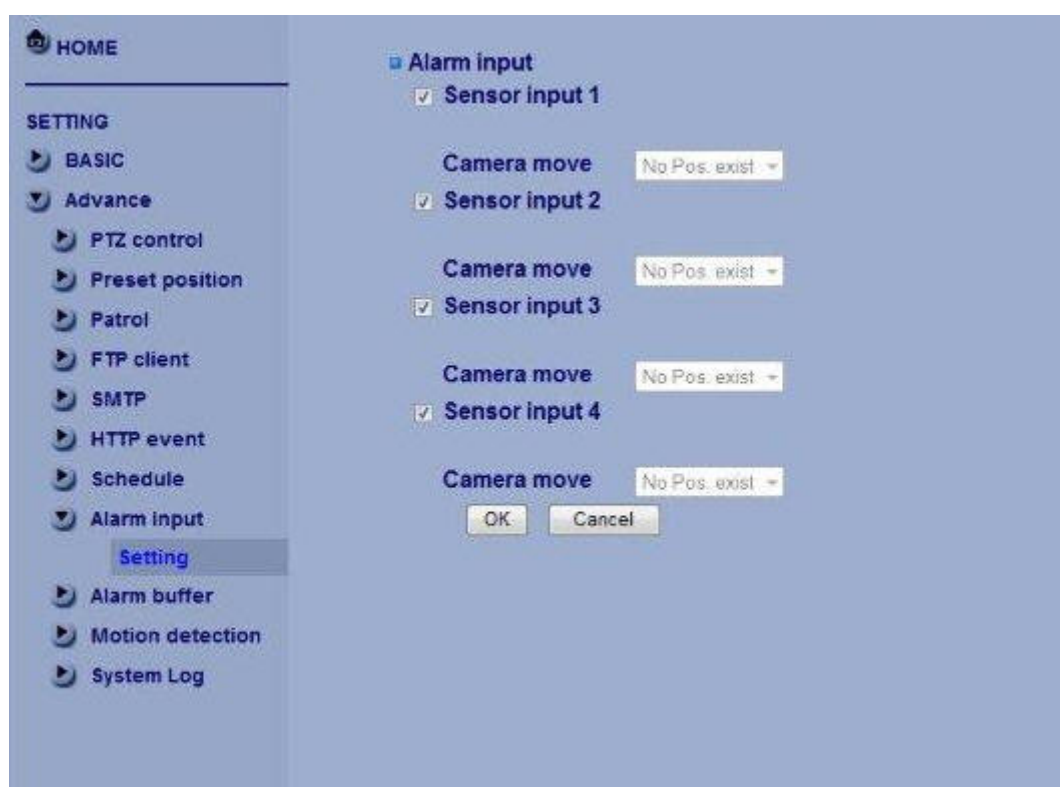 HOME
SETTING
BASIC
Advance
PTZ control
Preset position
Patrol
FTP client
SMTP
HTTP event
Schedule
Alarm input
Setting
Alarm buffer
Motion detection
System Log
Alarm input
Sensor input 1
Camera move No Pos. exist
Sensor input 2
Camera move No Pos. exist
Sensor input 3
Camera move No Pos. exist
Sensor input 4
Camera move No Pos. exist
OK Cancel